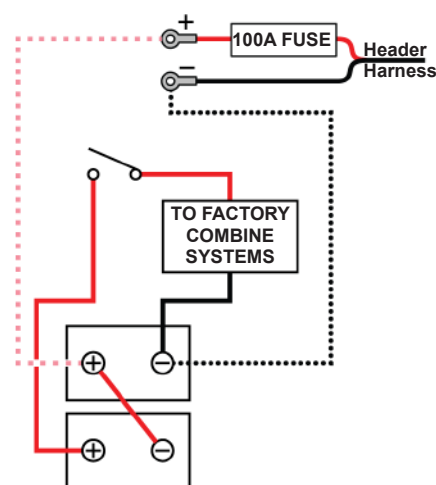 +
100A FUSE
Header
Harness
−
TO FACTORY
COMBINE
SYSTEMS
+ −
+ −